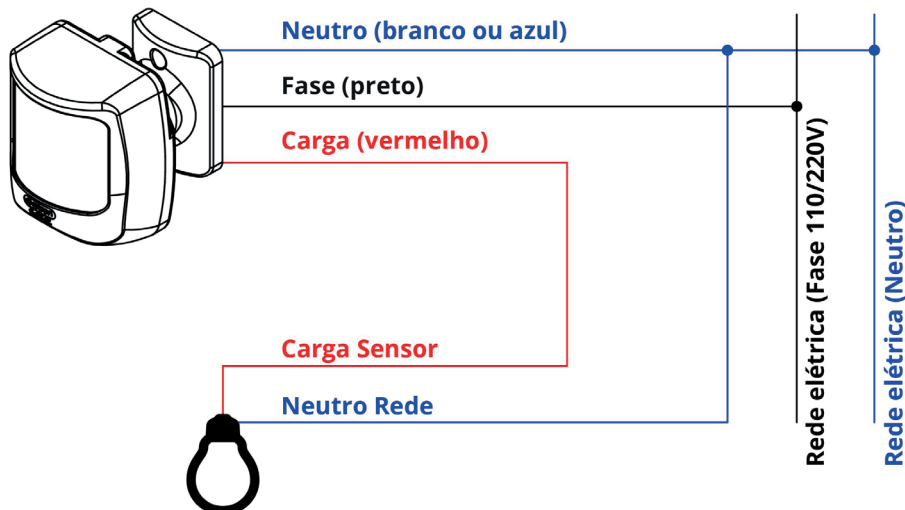 Neutro (branco ou azul)
Fase (preto)
Carga (vermelho)
Carga Sensor
Neutro Rede
Rede elétrica (Fase 110/220V)
Rede elétrica (Neutro)